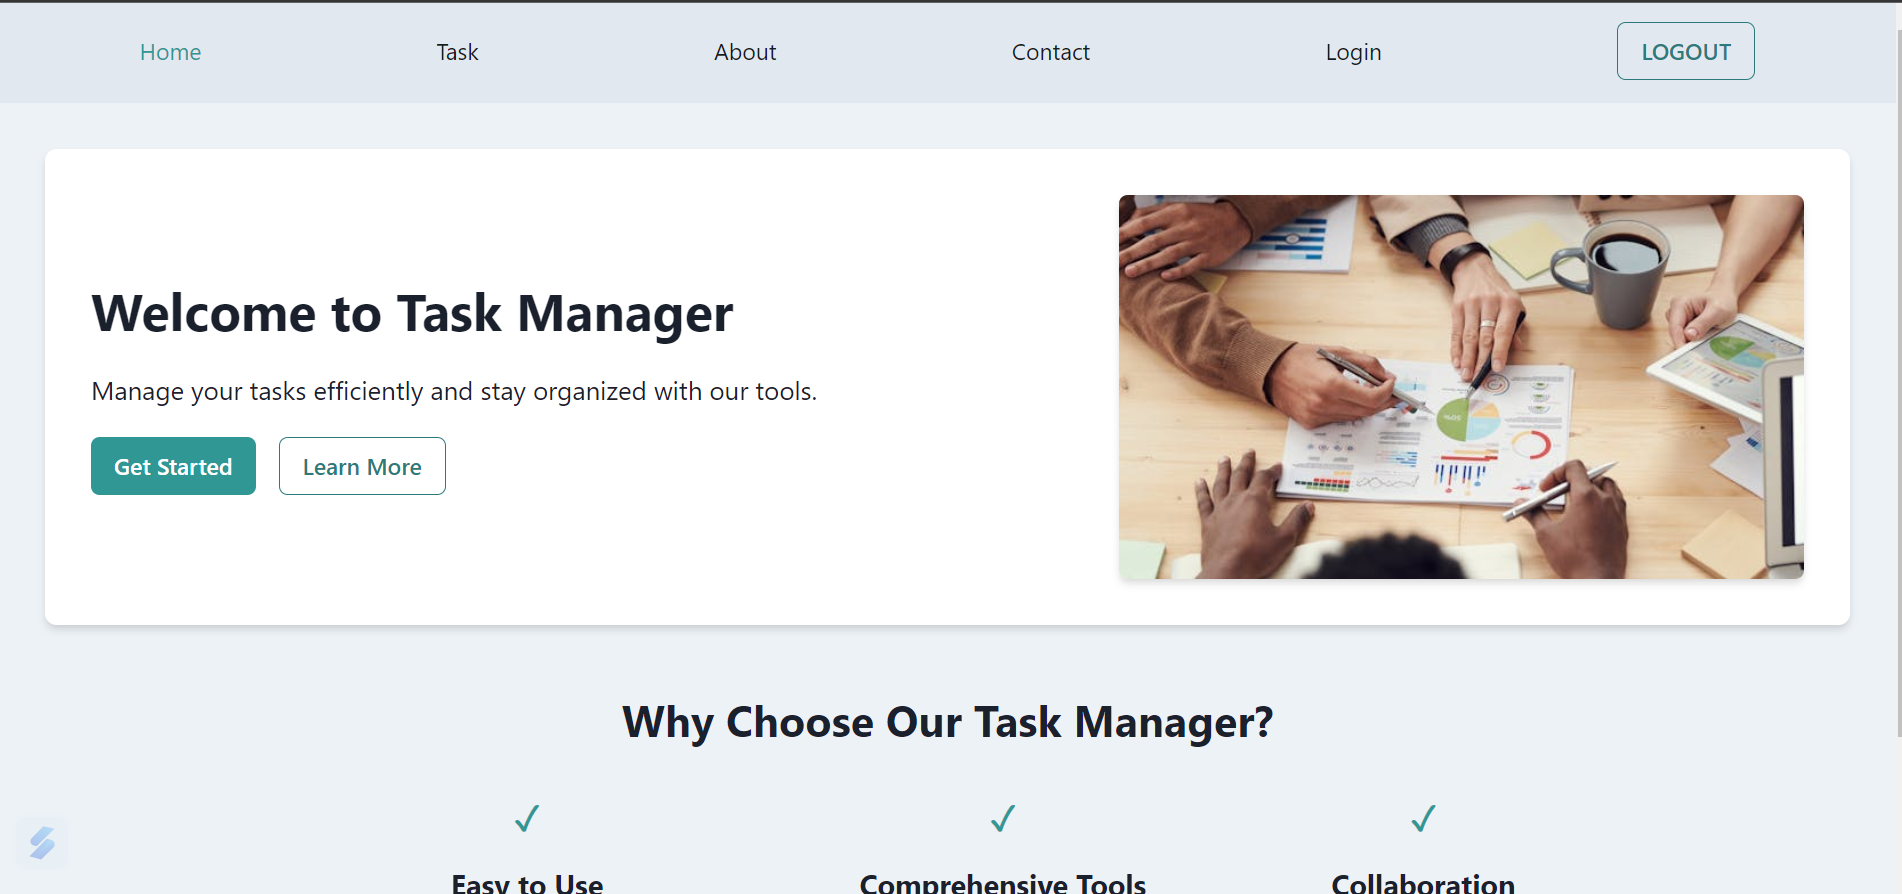 Home Task About Contact Login LOGOUT
Welcome to Task Manager
Manage your tasks efficiently and stay organized with our tools.
Get Started Learn More
Why Choose Our Task Manager?
✓ ✓ ✓
Easy to Use Comprehensive Tools Collaboration